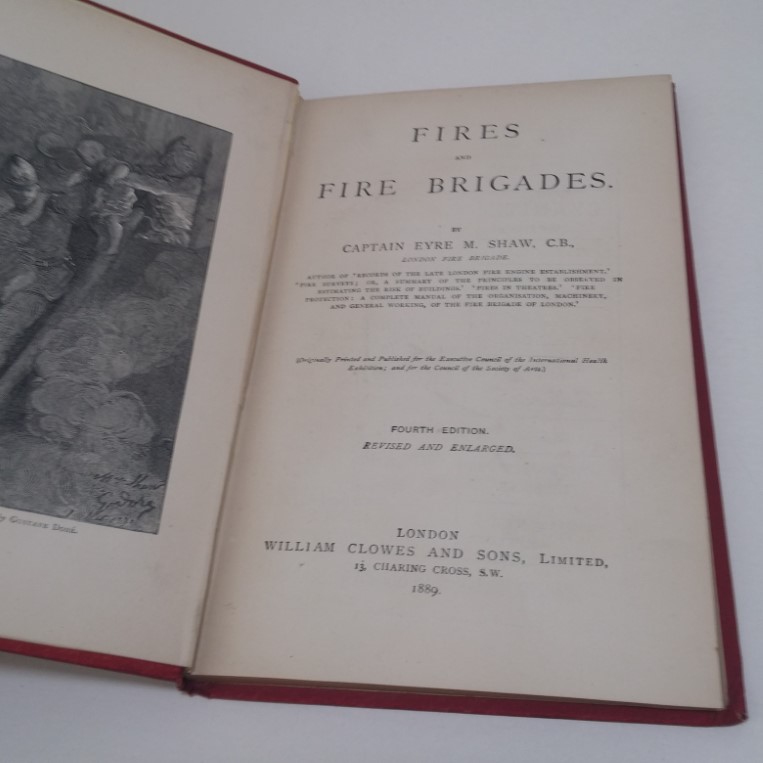 by GUSTAVE DORÉ.
FIRES
AND
FIRE BRIGADES.
BY
CAPTAIN EYRE M. SHAW, C.B.,
LONDON FIRE BRIGADE.
AUTHOR OF "RECORDS OF THE LATE LONDON FIRE ENGINE ESTABLISHMENT,"
"FIRE SURVEYS; OR, A SUMMARY OF THE PRINCIPLES TO BE OBSERVED IN
ESTIMATING THE RISK OF BUILDINGS." "FIRES IN THEATRES." "FIRE
PROTECTION: A COMPLETE MANUAL OF THE ORGANISATION, MACHINERY,
AND GENERAL WORKING, OF THE FIRE BRIGADE OF LONDON."
(Originally Printed and Published for the Executive Council of the International Health
Exhibition; and for the Council of the Society of Arts.)
FOURTH EDITION.
REVISED AND ENLARGED.
LONDON
WILLIAM CLOWES AND SONS, LIMITED,
13, CHARING CROSS, S.W.
1889.